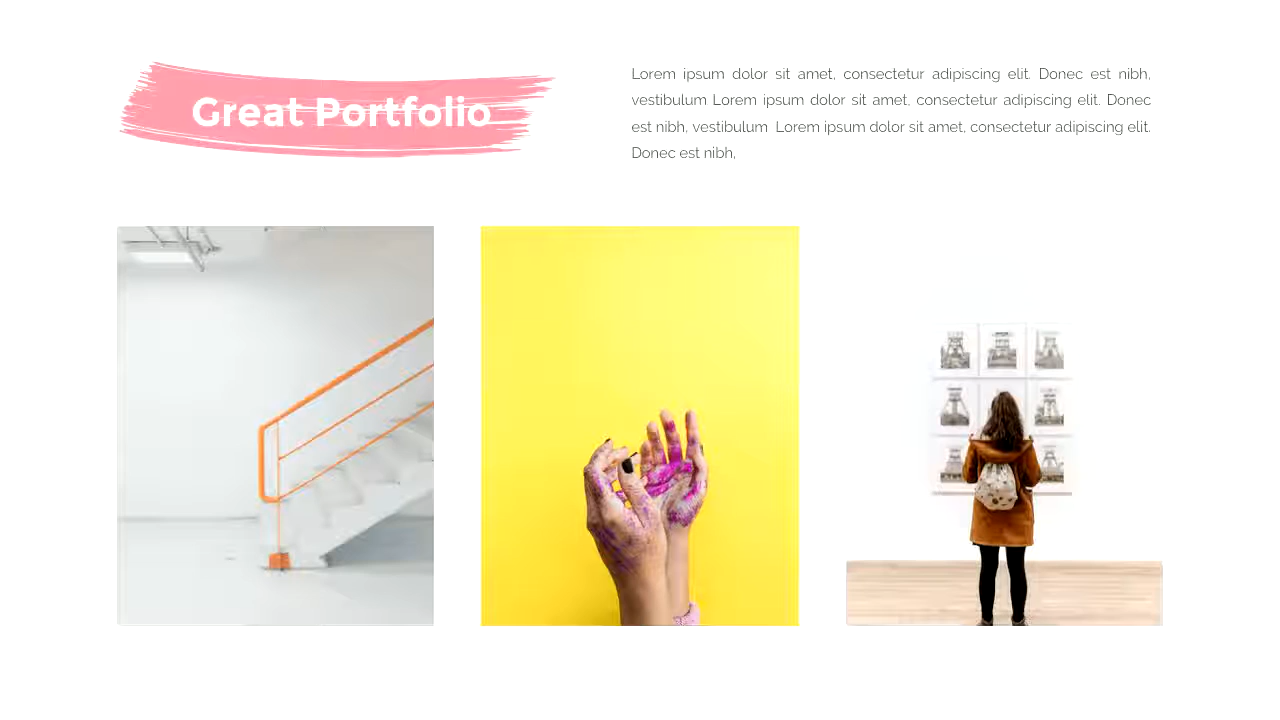 Great Portfolio
Lorem ipsum dolor sit amet, consectetur adipiscing elit. Donec est nibh,
vestibulum Lorem ipsum dolor sit amet, consectetur adipiscing elit. Donec
est nibh, vestibulum  Lorem ipsum dolor sit amet, consectetur adipiscing elit.
Donec est nibh,